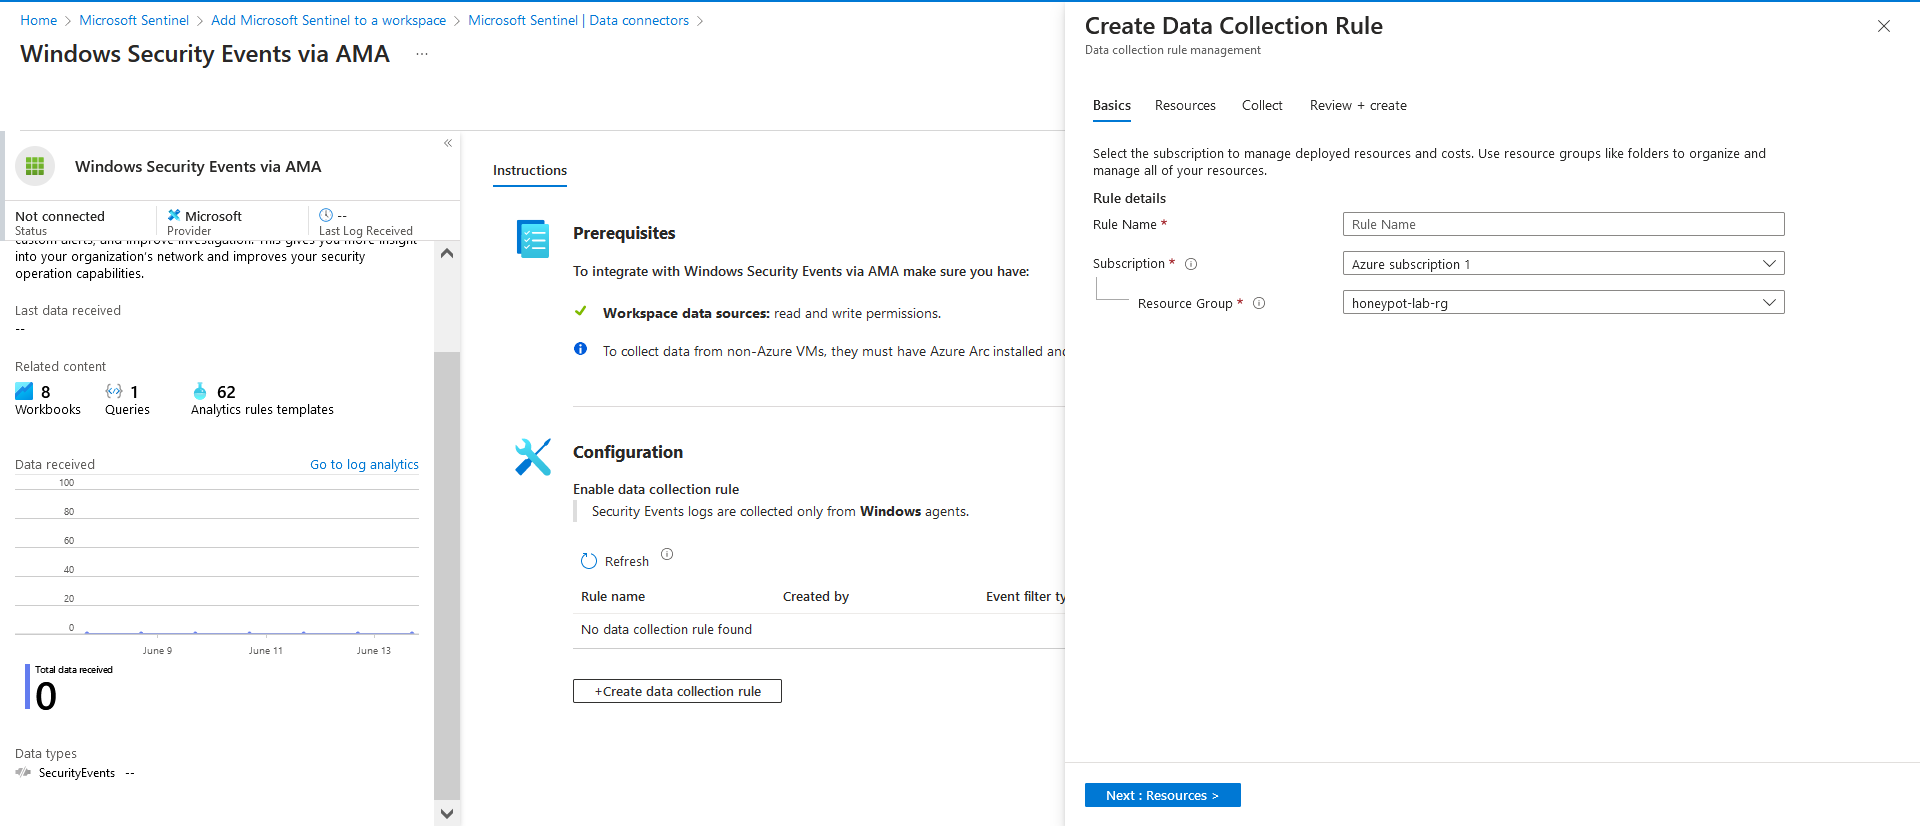 Home > Microsoft Sentinel > Add Microsoft Sentinel to a workspace > Microsoft Sentinel | Data connectors >
Windows Security Events via AMA ...
«
Windows Security Events via AMA
Not connected
Status
Microsoft
Provider
--
Last Log Received
custom alerts, and improve investigation. This gives you more insight
into your organization's network and improves your security
operation capabilities.
Last data received
--
Related content
8
Workbooks
1
Queries
62
Analytics rules templates
Data received
Go to log analytics
100
80
60
40
20
0
June 9
June 11
June 13
Total data received
0
Data types
SecurityEvents --
Instructions
Prerequisites
To integrate with Windows Security Events via AMA make sure you have:
Workspace data sources: read and write permissions.
To collect data from non-Azure VMs, they must have Azure Arc installed and
Configuration
Enable data collection rule
Security Events logs are collected only from Windows agents.
Refresh
Rule name Created by Event filter ty
No data collection rule found
+Create data collection rule
Create Data Collection Rule
Data collection rule management
Basics Resources Collect Review + create
Select the subscription to manage deployed resources and costs. Use resource groups like folders to organize and
manage all of your resources.
Rule details
Rule Name * Rule Name
Subscription * Azure subscription 1
Resource Group * honeypot-lab-rg
Next : Resources >